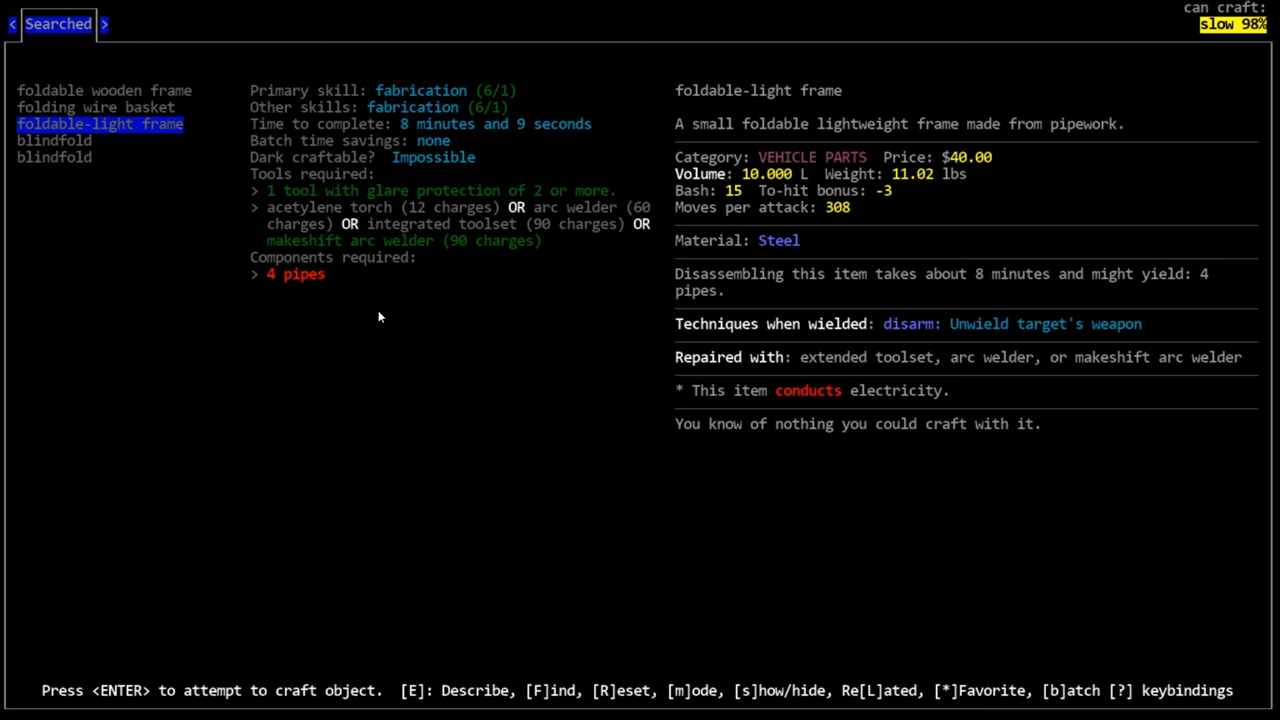 can craft:
< Searched >
slow 98%
foldable wooden frame
folding wire basket
foldable-light frame
blindfold
blindfold
Primary skill: fabrication (6/1)
Other skills: fabrication (6/1)
Time to complete: 8 minutes and 9 seconds
Batch time savings: none
Dark craftable? Impossible
Tools required:
> 1 tool with glare protection of 2 or more.
> acetylene torch (12 charges) OR arc welder (60
charges) OR integrated toolset (90 charges) OR
makeshift arc welder (90 charges)
Components required:
> 4 pipes
foldable-light frame
A small foldable lightweight frame made from pipework.
Category: VEHICLE PARTS Price: $40.00
Volume: 10.000 L Weight: 11.02 lbs
Bash: 15 To-hit bonus: -3
Moves per attack: 308
Material: Steel
Disassembling this item takes about 8 minutes and might yield: 4
pipes.
Techniques when wielded: disarm: Unwield target's weapon
Repaired with: extended toolset, arc welder, or makeshift arc welder
* This item conducts electricity.
You know of nothing you could craft with it.
Press <ENTER> to attempt to craft object. [E]: Describe, [F]ind, [R]eset, [m]ode, [s]how/hide, Re[L]ated, [*]Favorite, [b]atch [?] keybindings